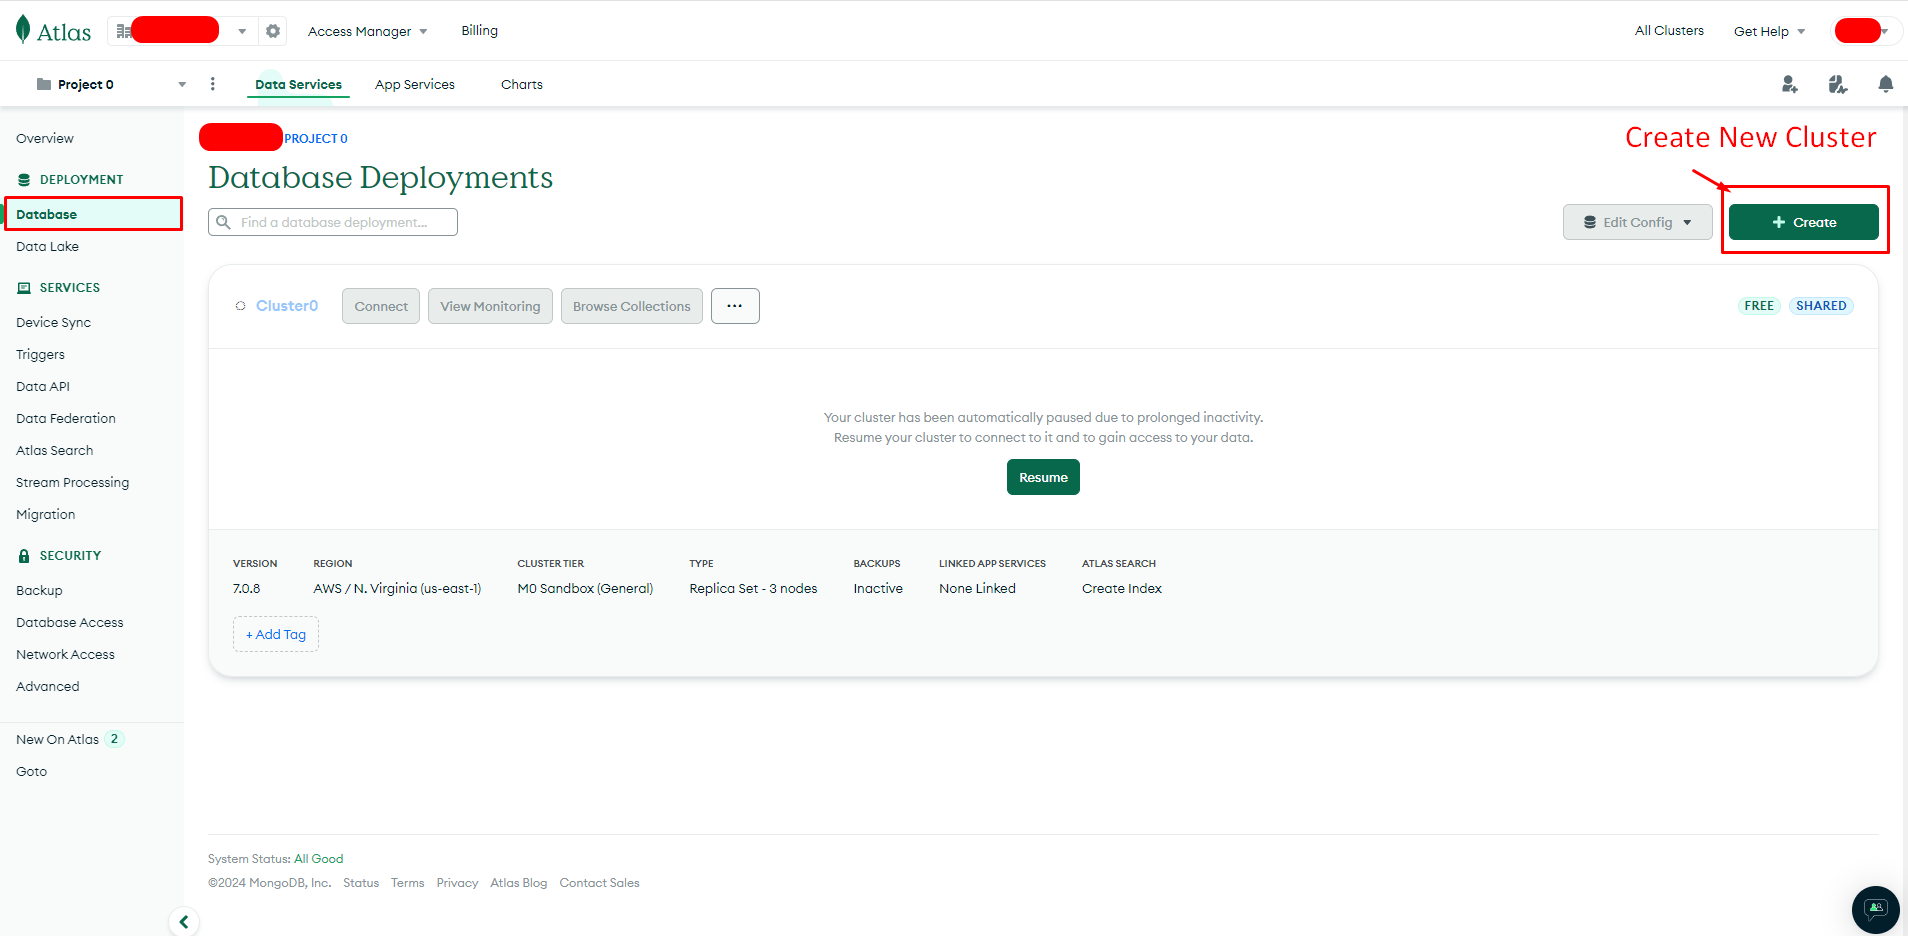 Atlas
Access Manager
Billing
All Clusters
Get Help
Project 0
Data Services
App Services
Charts
Overview
DEPLOYMENT
Database
Data Lake
SERVICES
Device Sync
Triggers
Data API
Data Federation
Atlas Search
Stream Processing
Migration
SECURITY
Backup
Database Access
Network Access
Advanced
New On Atlas 2
Goto
PROJECT 0
Create New Cluster
Database Deployments
Find a database deployment...
Edit Config
+ Create
Cluster0
Connect
View Monitoring
Browse Collections
...
FREE
SHARED
Your cluster has been automatically paused due to prolonged inactivity.
Resume your cluster to connect to it and to gain access to your data.
Resume
VERSION
7.0.8
REGION
AWS / N. Virginia (us-east-1)
CLUSTER TIER
M0 Sandbox (General)
TYPE
Replica Set - 3 nodes
BACKUPS
Inactive
LINKED APP SERVICES
None Linked
ATLAS SEARCH
Create Index
+ Add Tag
System Status: All Good
©2024 MongoDB, Inc. Status Terms Privacy Atlas Blog Contact Sales